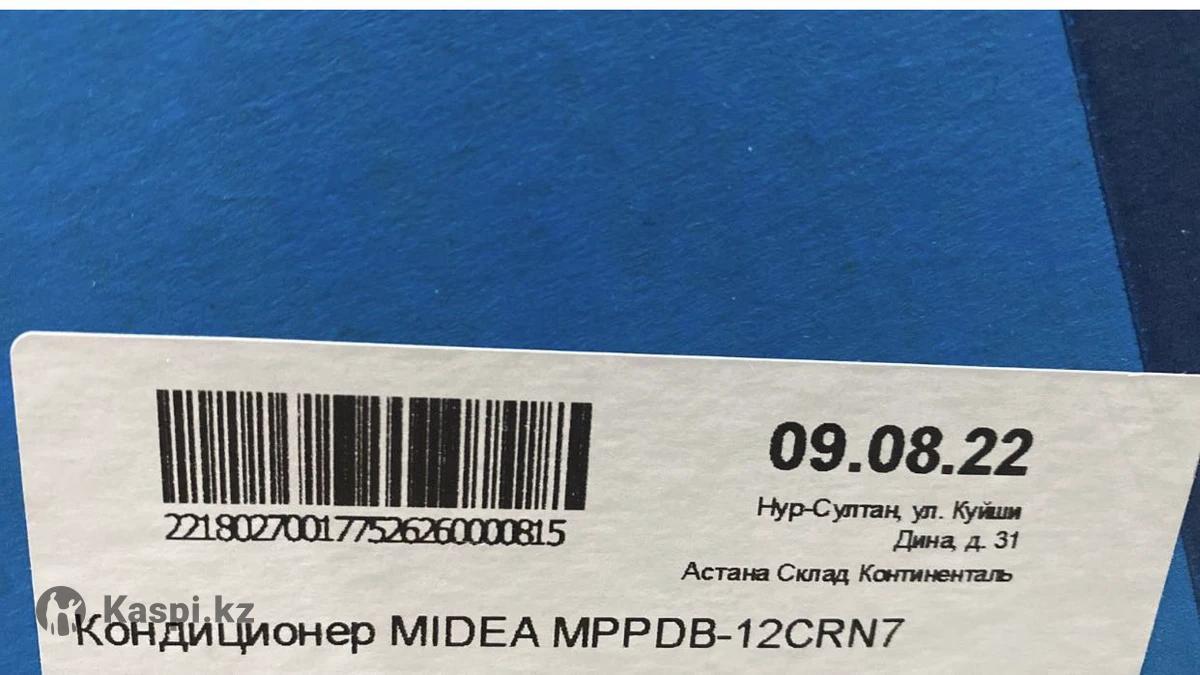 09.08.22
2218027001775262600000815
Нур-Султан, ул. Куйши
Дина, д. 31
Астана Склад Континенталь
Kaspi.kz
Кондиционер MIDEA MPPDB-12CRN7